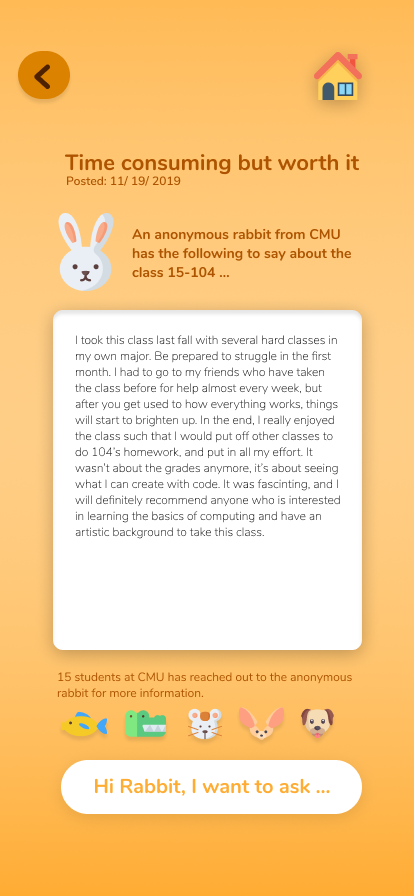 Time consuming but worth it
Posted: 11/ 19/ 2019
An anonymous rabbit from CMU
has the following to say about the
class 15-104 ...
I took this class last fall with several hard classes in
my own major. Be prepared to struggle in the first
month. I had to go to my friends who have taken
the class before for help almost every week, but
after you get used to how everything works, things
will start to brighten up. In the end, I really enjoyed
the class such that I would put off other classes to
do 104's homework, and put in all my effort. It
wasn't about the grades anymore, it's about seeing
what I can create with code. It was fascinting, and I
will definitely recommend anyone who is interested
in learning the basics of computing and have an
artistic background to take this class.
15 students at CMU has reached out to the anonymous
rabbit for more information.
Hi Rabbit, I want to ask ...